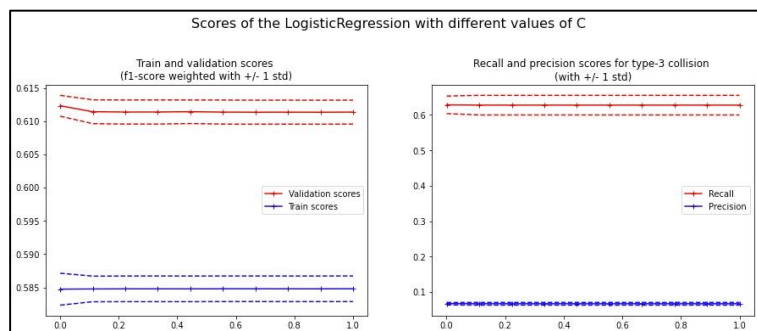 Scores of the LogisticRegression with different values of C
Train and validation scores
(f1-score weighted with +/- 1 std)
0.615
0.610
0.605
0.600
0.595
0.590
0.585
Validation scores
Train scores
0.0 0.2 0.4 0.6 0.8 1.0
Recall and precision scores for type-3 collision
(with +/- 1 std)
0.6
0.5
0.4
0.3
0.2
0.1
Recall
Precision
0.0 0.2 0.4 0.6 0.8 1.0